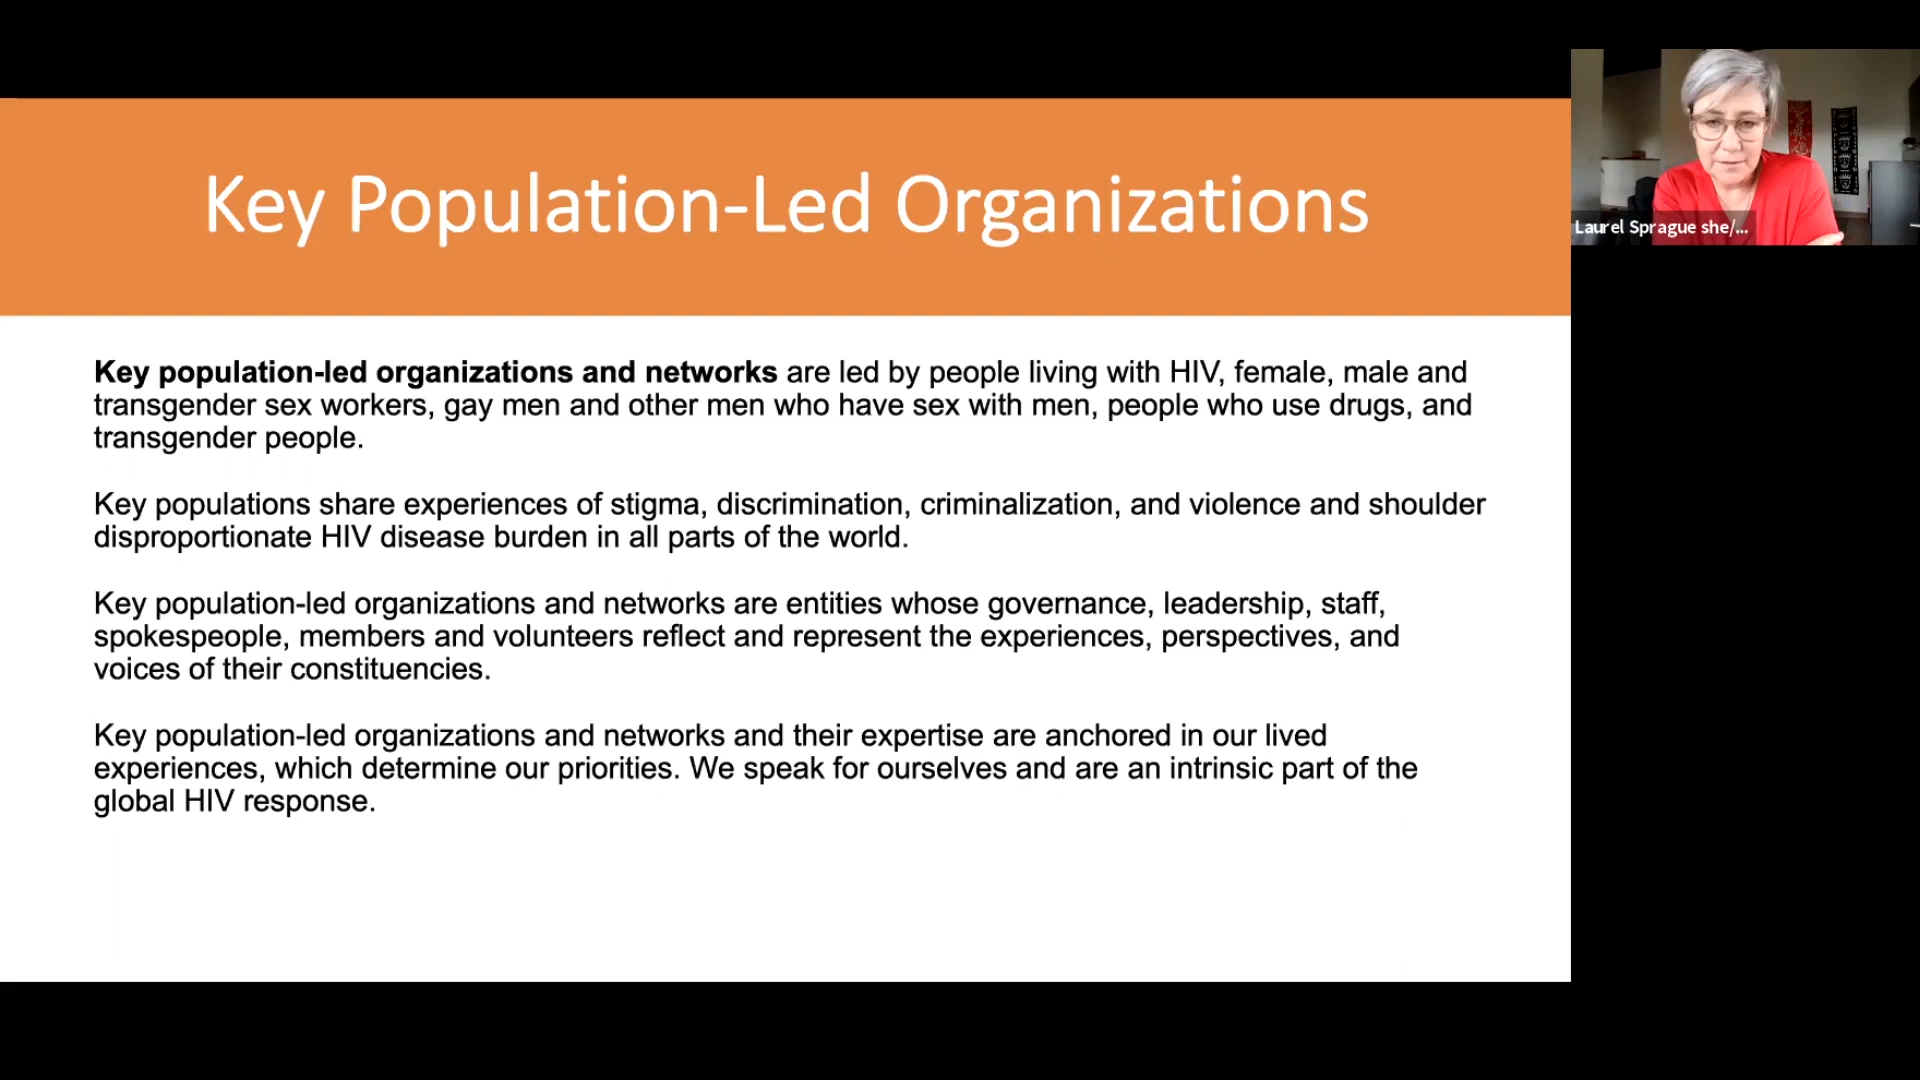 Key Population-Led Organizations
Laurel Sprague she/...
Key population-led organizations and networks are led by people living with HIV, female, male and
transgender sex workers, gay men and other men who have sex with men, people who use drugs, and
transgender people.
Key populations share experiences of stigma, discrimination, criminalization, and violence and shoulder
disproportionate HIV disease burden in all parts of the world.
Key population-led organizations and networks are entities whose governance, leadership, staff,
spokespeople, members and volunteers reflect and represent the experiences, perspectives, and
voices of their constituencies.
Key population-led organizations and networks and their expertise are anchored in our lived
experiences, which determine our priorities. We speak for ourselves and are an intrinsic part of the
global HIV response.